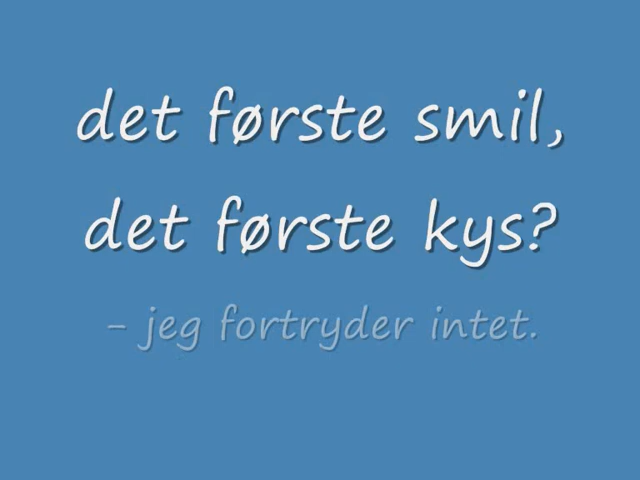 det første smil,
det første kys?
- jeg fortryder intet.